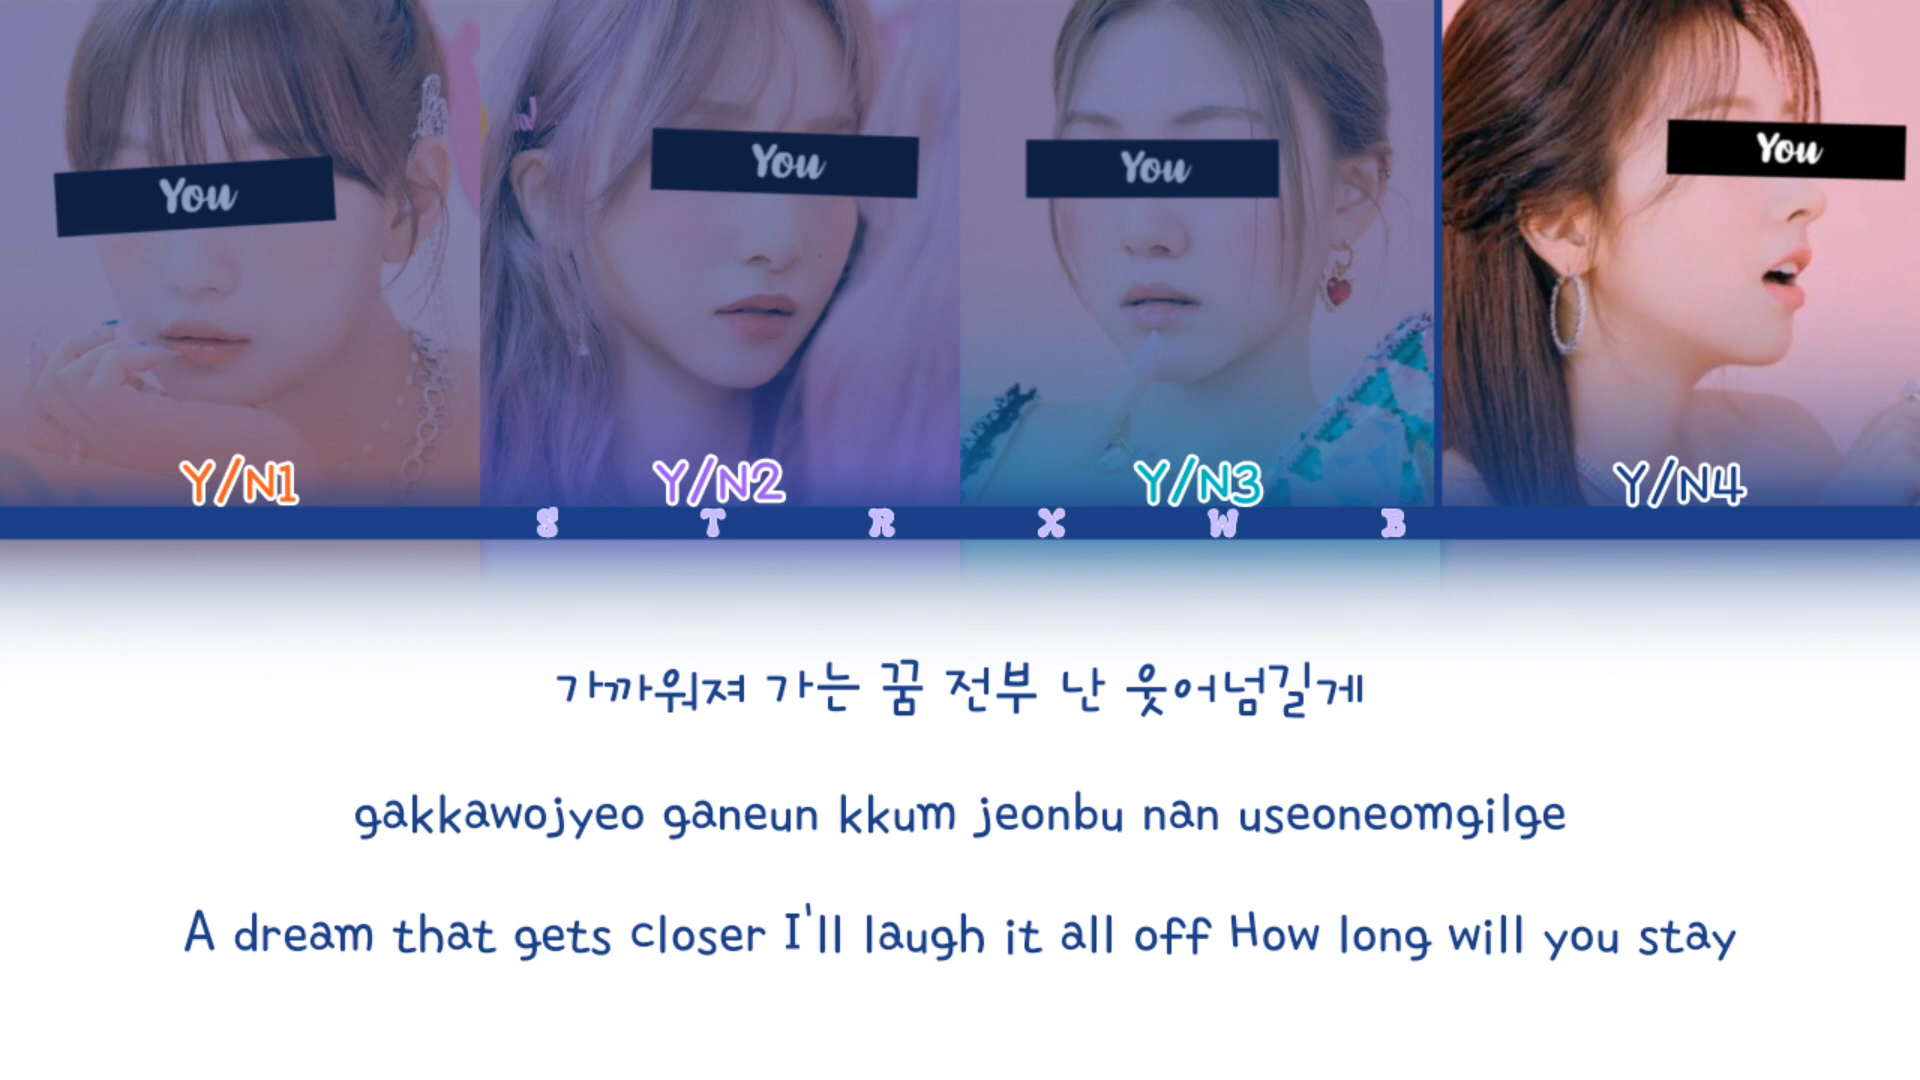 You You You You
Y/N1 Y/N2 Y/N3 Y/N4
S T R X W B
가까워져 가는 꿈 전부 난 웃어넘길게
gakkawojyeo ganeun kkum jeonbu nan useoneomgilge
A dream that gets closer I'll laugh it all off How long will you stay